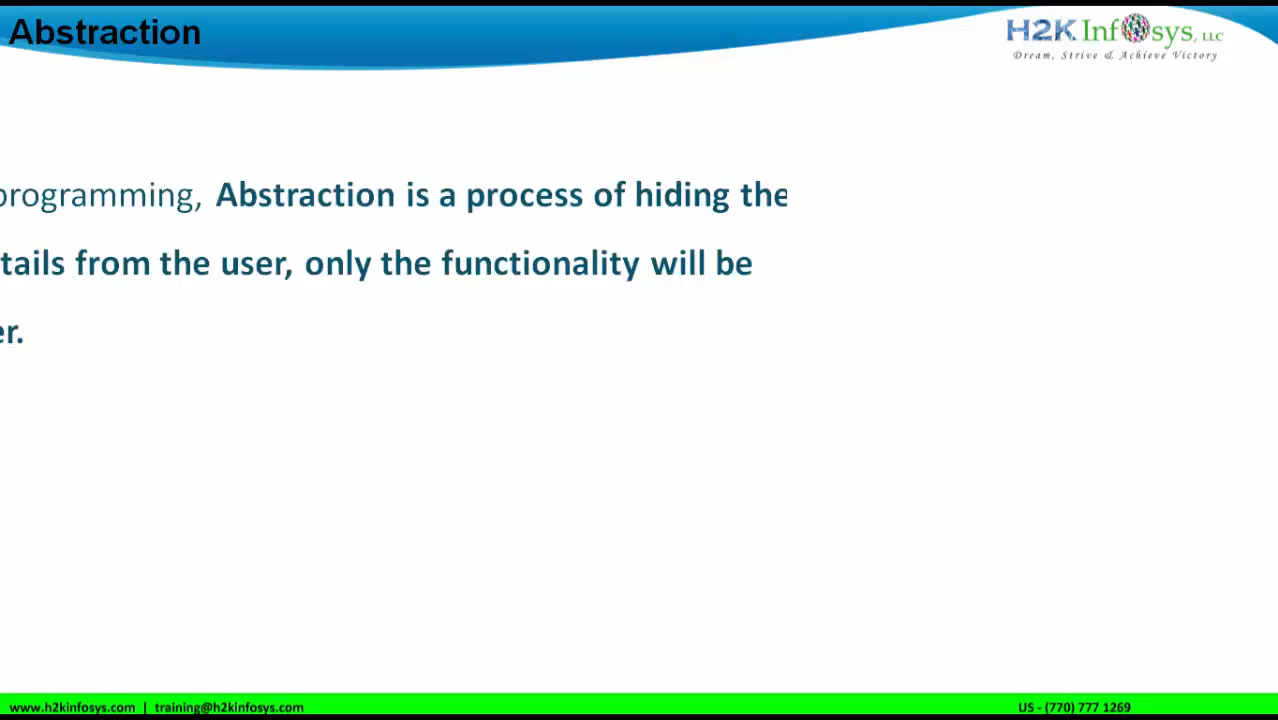 Abstraction
H2K Infosys, LLC
Dream, Strive & Achieve Victory
programming, Abstraction is a process of hiding the
tails from the user, only the functionality will be
er.
www.h2kinfosys.com | training@h2kinfosys.com
US - (770) 777 1269